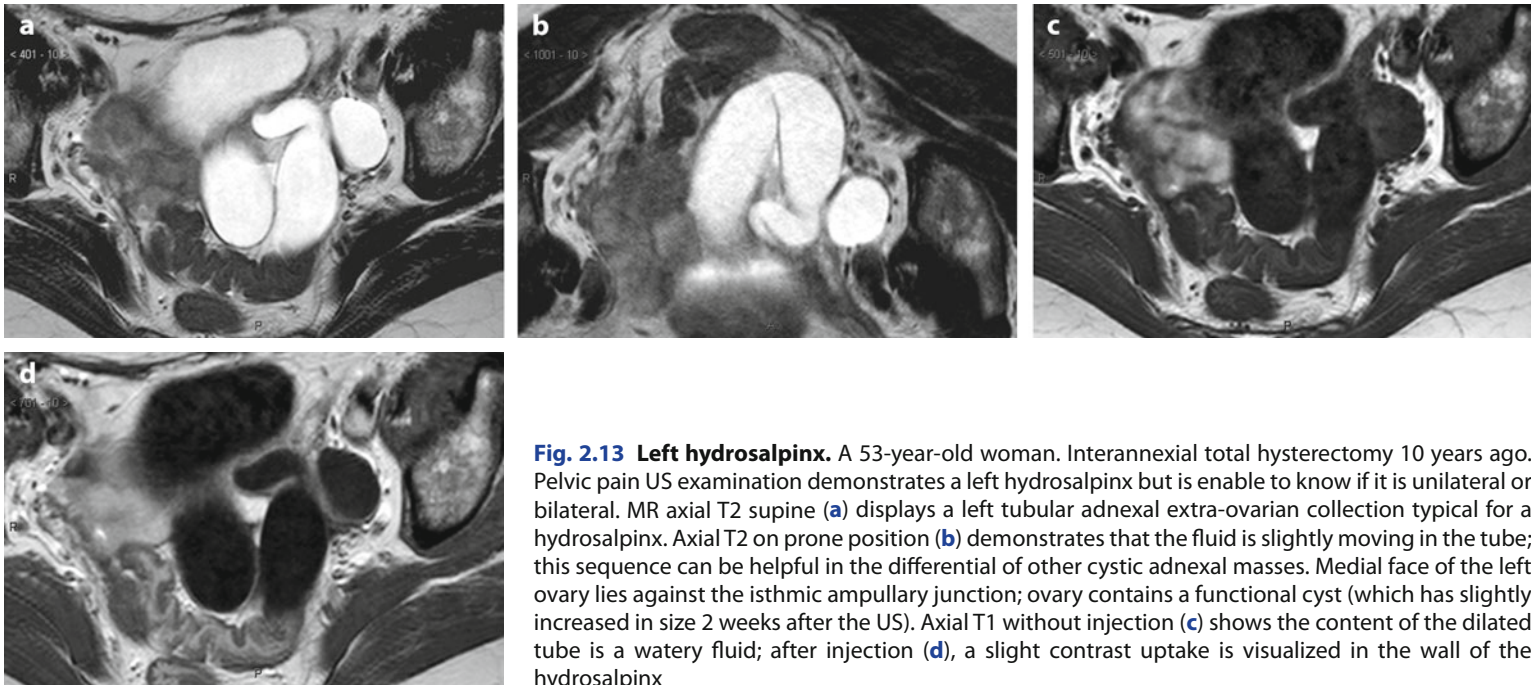 a
< 401 - 10 >
R
P
b
< 1001 - 10 >
R
c
< 501 - 10 >
R
P
d
< 701 - 10 >
R
P
Fig. 2.13 Left hydrosalpinx. A 53-year-old woman. Interannexial total hysterectomy 10 years ago.
Pelvic pain US examination demonstrates a left hydrosalpinx but is enable to know if it is unilateral or
bilateral. MR axial T2 supine (a) displays a left tubular adnexal extra-ovarian collection typical for a
hydrosalpinx. Axial T2 on prone position (b) demonstrates that the fluid is slightly moving in the tube;
this sequence can be helpful in the differential of other cystic adnexal masses. Medial face of the left
ovary lies against the isthmic ampullary junction; ovary contains a functional cyst (which has slightly
increased in size 2 weeks after the US). Axial T1 without injection (c) shows the content of the dilated
tube is a watery fluid; after injection (d), a slight contrast uptake is visualized in the wall of the
hydrosalpinx